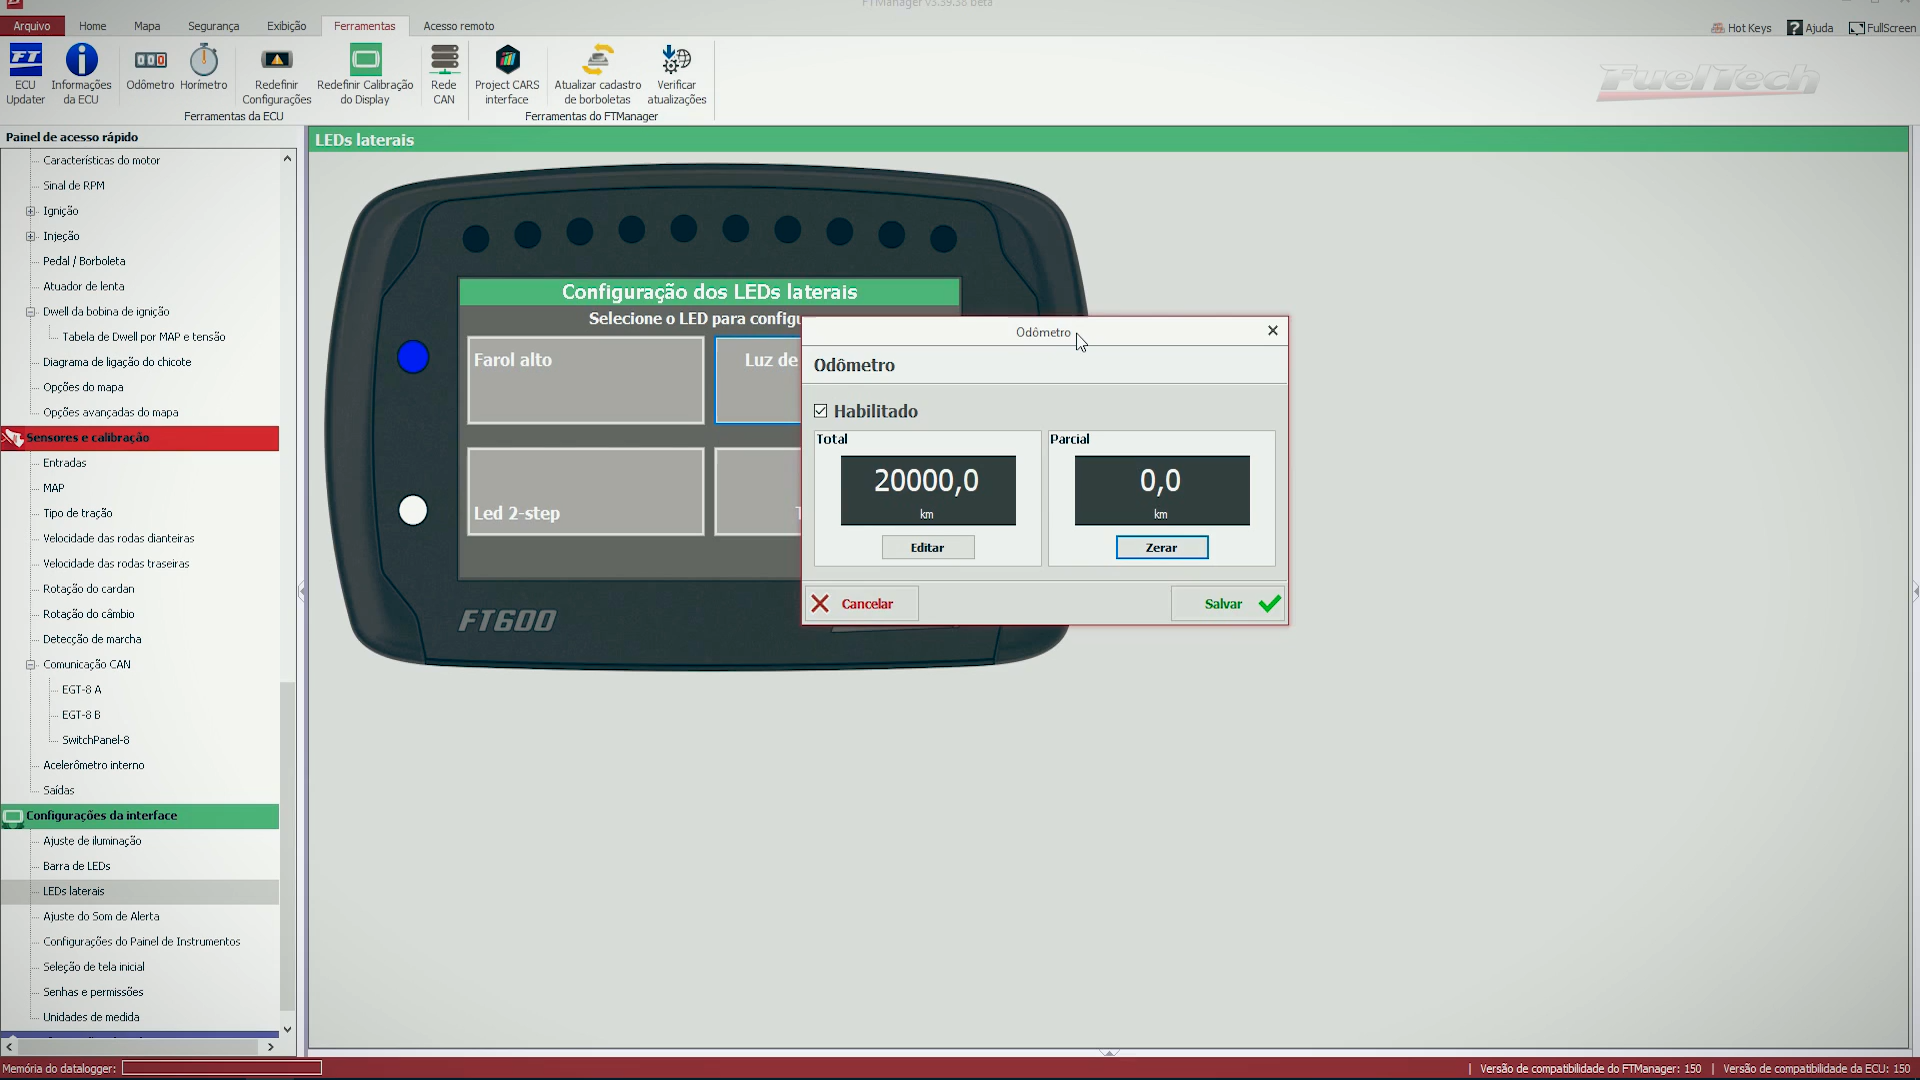 FTManager v3.39.36 beta
Arquivo
Home
Mapa
Segurança
Exibição
Ferramentas
Acesso remoto
Hot Keys
Ajuda
FullScreen
FT
ECU
Updater
Informações
da ECU
Odômetro
Horímetro
Redefinir
Configurações
Redefinir Calibração
do Display
Rede
CAN
Project CARS
interface
Atualizar cadastro
de borboletas
Verificar
atualizações
Ferramentas da ECU
Ferramentas do FTManager
FuelTech
Painel de acesso rápido
Características do motor
Sinal de RPM
Ignição
Injeção
Pedal / Borboleta
Atuador de lenta
Dwell da bobina de ignição
Tabela de Dwell por MAP e tensão
Diagrama de ligação do chicote
Opções do mapa
Opções avançadas do mapa
Sensores e calibração
Entradas
MAP
Tipo de tração
Velocidade das rodas dianteiras
Velocidade das rodas traseiras
Rotação do cardan
Rotação do câmbio
Detecção de marcha
Comunicação CAN
EGT-8 A
EGT-8 B
SwitchPanel-8
Acelerômetro interno
Saídas
Configurações da interface
Ajuste de iluminação
Barra de LEDs
LEDs laterais
Ajuste do Som de Alerta
Configurações do Painel de Instrumentos
Seleção de tela inicial
Senhas e permissões
Unidades de medida
LEDs laterais
Configuração dos LEDs laterais
Selecione o LED para configu
Farol alto
Luz de
Led 2-step
FT600
Odômetro
Odômetro
Habilitado
Total
20000,0
km
Editar
Parcial
0,0
km
Zerar
Cancelar
Salvar
Memória do datalogger:
Versão de compatibilidade do FTManager: 150
Versão de compatibilidade da ECU: 150